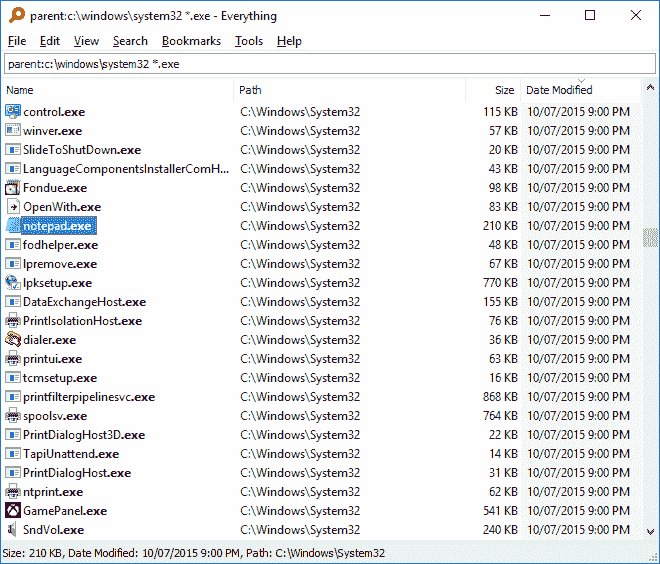 parent:c:\windows\system32 *.exe - Everything
File Edit View Search Bookmarks Tools Help
parent:c:\windows\system32 *.exe
Name Path Size Date Modified
control.exe C:\Windows\System32 115 KB 10/07/2015 9:00 PM
winver.exe C:\Windows\System32 57 KB 10/07/2015 9:00 PM
SlideToShutDown.exe C:\Windows\System32 20 KB 10/07/2015 9:00 PM
LanguageComponentsInstallerComH... C:\Windows\System32 43 KB 10/07/2015 9:00 PM
Fondue.exe C:\Windows\System32 98 KB 10/07/2015 9:00 PM
OpenWith.exe C:\Windows\System32 83 KB 10/07/2015 9:00 PM
notepad.exe C:\Windows\System32 210 KB 10/07/2015 9:00 PM
fodhelper.exe C:\Windows\System32 48 KB 10/07/2015 9:00 PM
lpremove.exe C:\Windows\System32 67 KB 10/07/2015 9:00 PM
lpksetup.exe C:\Windows\System32 770 KB 10/07/2015 9:00 PM
DataExchangeHost.exe C:\Windows\System32 155 KB 10/07/2015 9:00 PM
PrintIsolationHost.exe C:\Windows\System32 76 KB 10/07/2015 9:00 PM
dialer.exe C:\Windows\System32 36 KB 10/07/2015 9:00 PM
printui.exe C:\Windows\System32 63 KB 10/07/2015 9:00 PM
tcmsetup.exe C:\Windows\System32 16 KB 10/07/2015 9:00 PM
printfilterpipelinesvc.exe C:\Windows\System32 868 KB 10/07/2015 9:00 PM
spoolsv.exe C:\Windows\System32 764 KB 10/07/2015 9:00 PM
PrintDialogHost3D.exe C:\Windows\System32 22 KB 10/07/2015 9:00 PM
TapiUnattend.exe C:\Windows\System32 14 KB 10/07/2015 9:00 PM
PrintDialogHost.exe C:\Windows\System32 31 KB 10/07/2015 9:00 PM
ntprint.exe C:\Windows\System32 62 KB 10/07/2015 9:00 PM
GamePanel.exe C:\Windows\System32 541 KB 10/07/2015 9:00 PM
SndVol.exe C:\Windows\System32 240 KB 10/07/2015 9:00 PM
Size: 210 KB, Date Modified: 10/07/2015 9:00 PM, Path: C:\Windows\System32